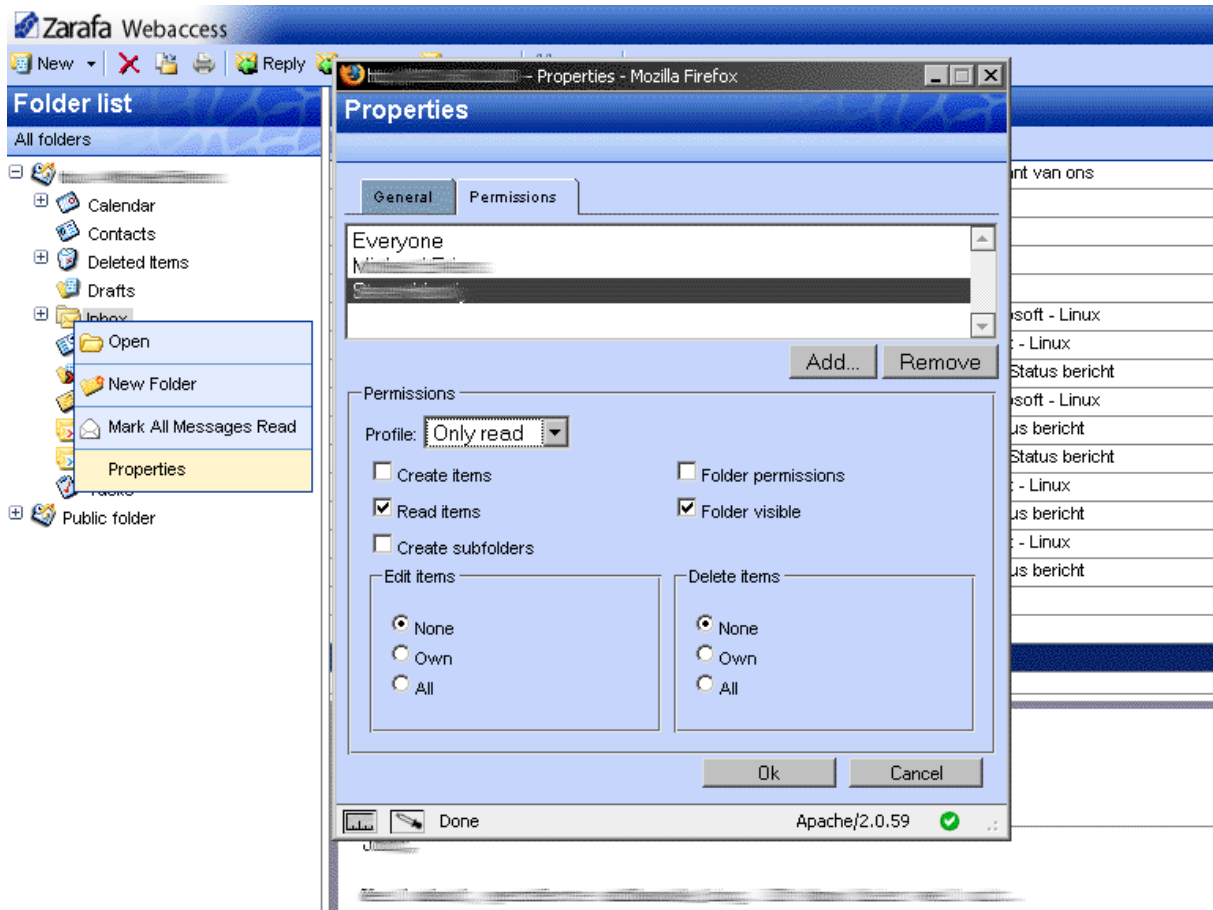 Zarafa Webaccess
New Reply
Folder list
All folders
Calendar
Contacts
Deleted Items
Drafts
Inbox
Open
New Folder
Mark All Messages Read
Properties
Tasks
Public folder
- Properties - Mozilla Firefox
Properties
General Permissions
Everyone
Add... Remove
Permissions
Profile: Only read
Create items Folder permissions
Read items Folder visible
Create subfolders
Edit items Delete items
None None
Own Own
All All
Ok Cancel
Done Apache/2.0.59
nt van ons
soft - Linux
- Linux
Status bericht
soft - Linux
us bericht
Status bericht
- Linux
us bericht
- Linux
us bericht